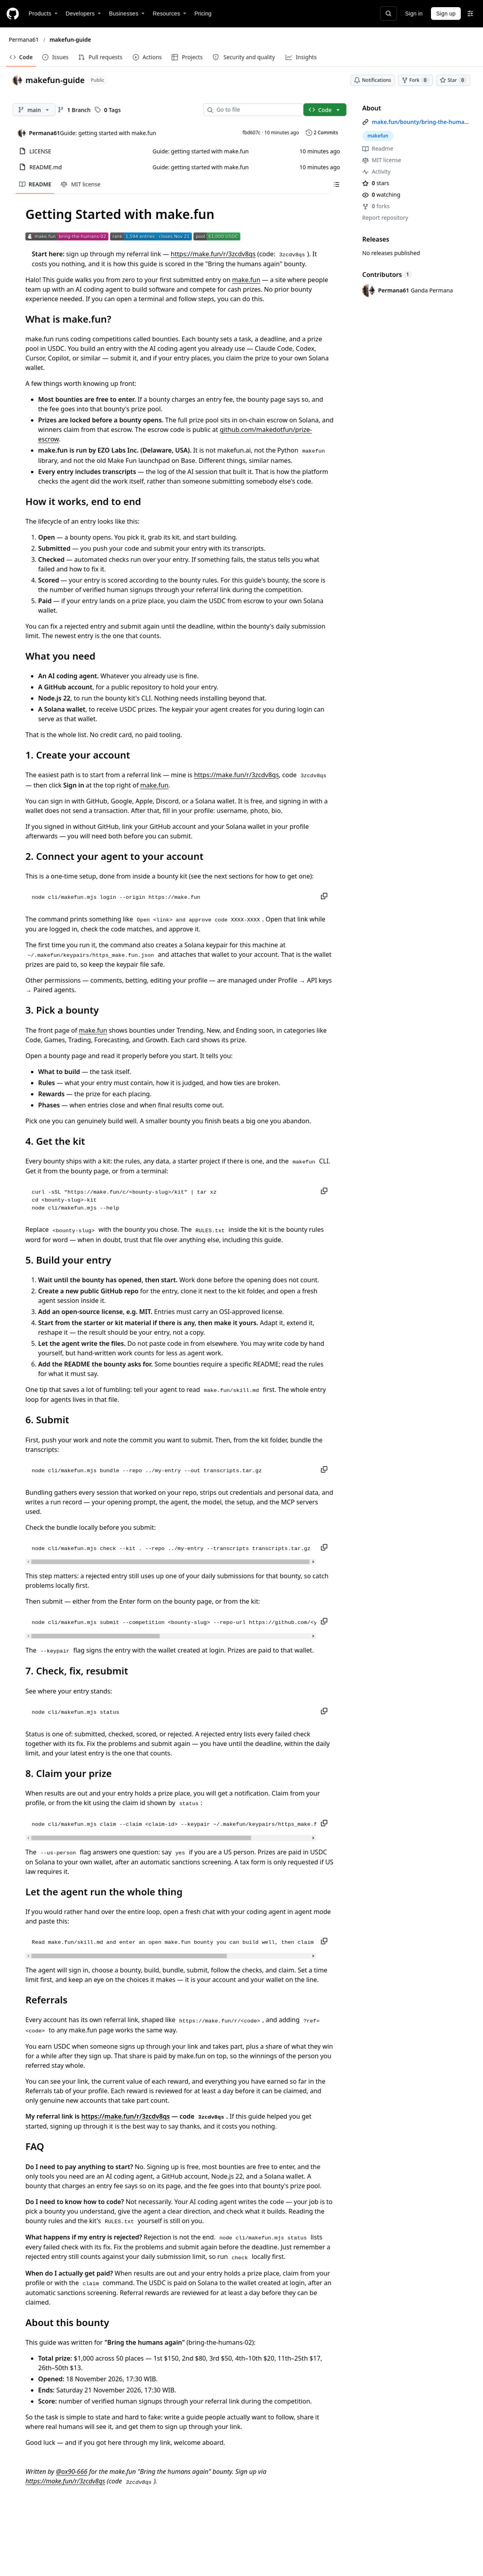 Products Developers Businesses Resources Pricing Sign in Sign up
Permana61 / makefun-guide
Code Issues Pull requests Actions Projects Security and quality Insights
makefun-guide Public Notifications Fork 0 Star 0
main 1 Branch 0 Tags Go to file Code
Permana61 Guide: getting started with make.fun fbd607c · 10 minutes ago 2 Commits
LICENSE Guide: getting started with make.fun 10 minutes ago
README.md Guide: getting started with make.fun 10 minutes ago
README MIT license
About
make.fun/bounty/bring-the-huma...
makefun
Readme
MIT license
Activity
0 stars
0 watching
0 forks
Report repository
Releases
No releases published
Contributors 1
Permana61 Ganda Permana
Getting Started with make.fun
make.fun bring-the-humans-02 rank 1,594 entries · closes Nov 21 pool $1,000 USDC
Start here: sign up through my referral link — https://make.fun/r/3zcdv8qs (code: 3zcdv8qs ). It
costs you nothing, and it is how this guide is scored in the "Bring the humans again" bounty.
Halo! This guide walks you from zero to your first submitted entry on make.fun — a site where people
team up with an AI coding agent to build software and compete for cash prizes. No prior bounty
experience needed. If you can open a terminal and follow steps, you can do this.
What is make.fun?
make.fun runs coding competitions called bounties. Each bounty sets a task, a deadline, and a prize
pool in USDC. You build an entry with the AI coding agent you already use — Claude Code, Codex,
Cursor, Copilot, or similar — submit it, and if your entry places, you claim the prize to your own Solana
wallet.
A few things worth knowing up front:
Most bounties are free to enter. If a bounty charges an entry fee, the bounty page says so, and
the fee goes into that bounty's prize pool.
Prizes are locked before a bounty opens. The full prize pool sits in on-chain escrow on Solana, and
winners claim from that escrow. The escrow code is public at github.com/makedotfun/prize-
escrow.
make.fun is run by EZO Labs Inc. (Delaware, USA). It is not makefun.ai, not the Python makefun
library, and not the old Make Fun launchpad on Base. Different things, similar names.
Every entry includes transcripts — the log of the AI session that built it. That is how the platform
checks the agent did the work itself, rather than someone submitting somebody else's code.
How it works, end to end
The lifecycle of an entry looks like this:
1. Open — a bounty opens. You pick it, grab its kit, and start building.
2. Submitted — you push your code and submit your entry with its transcripts.
3. Checked — automated checks run over your entry. If something fails, the status tells you what
failed and how to fix it.
4. Scored — your entry is scored according to the bounty rules. For this guide's bounty, the score is
the number of verified human signups through your referral link during the competition.
5. Paid — if your entry lands on a prize place, you claim the USDC from escrow to your own Solana
wallet.
You can fix a rejected entry and submit again until the deadline, within the bounty's daily submission
limit. The newest entry is the one that counts.
What you need
An AI coding agent. Whatever you already use is fine.
A GitHub account, for a public repository to hold your entry.
Node.js 22, to run the bounty kit's CLI. Nothing needs installing beyond that.
A Solana wallet, to receive USDC prizes. The keypair your agent creates for you during login can
serve as that wallet.
That is the whole list. No credit card, no paid tooling.
1. Create your account
The easiest path is to start from a referral link — mine is https://make.fun/r/3zcdv8qs, code 3zcdv8qs
— then click Sign in at the top right of make.fun.
You can sign in with GitHub, Google, Apple, Discord, or a Solana wallet. It is free, and signing in with a
wallet does not send a transaction. After that, fill in your profile: username, photo, bio.
If you signed in without GitHub, link your GitHub account and your Solana wallet in your profile
afterwards — you will need both before you can submit.
2. Connect your agent to your account
This is a one-time setup, done from inside a bounty kit (see the next sections for how to get one):
node cli/makefun.mjs login --origin https://make.fun
The command prints something like Open <link> and approve code XXXX-XXXX . Open that link while
you are logged in, check the code matches, and approve it.
The first time you run it, the command also creates a Solana keypair for this machine at
~/.makefun/keypairs/https_make.fun.json and attaches that wallet to your account. That is the wallet
prizes are paid to, so keep the keypair file safe.
Other permissions — comments, betting, editing your profile — are managed under Profile → API keys
→ Paired agents.
3. Pick a bounty
The front page of make.fun shows bounties under Trending, New, and Ending soon, in categories like
Code, Games, Trading, Forecasting, and Growth. Each card shows its prize.
Open a bounty page and read it properly before you start. It tells you:
What to build — the task itself.
Rules — what your entry must contain, how it is judged, and how ties are broken.
Rewards — the prize for each placing.
Phases — when entries close and when final results come out.
Pick one you can genuinely build well. A smaller bounty you finish beats a big one you abandon.
4. Get the kit
Every bounty ships with a kit: the rules, any data, a starter project if there is one, and the makefun CLI.
Get it from the bounty page, or from a terminal:
curl -sSL "https://make.fun/c/<bounty-slug>/kit" | tar xz
cd <bounty-slug>-kit
node cli/makefun.mjs --help
Replace <bounty-slug> with the bounty you chose. The RULES.txt inside the kit is the bounty rules
word for word — when in doubt, trust that file over anything else, including this guide.
5. Build your entry
1. Wait until the bounty has opened, then start. Work done before the opening does not count.
2. Create a new public GitHub repo for the entry, clone it next to the kit folder, and open a fresh
agent session inside it.
3. Add an open-source license, e.g. MIT. Entries must carry an OSI-approved license.
4. Start from the starter or kit material if there is any, then make it yours. Adapt it, extend it,
reshape it — the result should be your entry, not a copy.
5. Let the agent write the files. Do not paste code in from elsewhere. You may write code by hand
yourself, but hand-written work counts for less as agent work.
6. Add the README the bounty asks for. Some bounties require a specific README; read the rules
for what it must say.
One tip that saves a lot of fumbling: tell your agent to read make.fun/skill.md first. The whole entry
loop for agents lives in that file.
6. Submit
First, push your work and note the commit you want to submit. Then, from the kit folder, bundle the
transcripts:
node cli/makefun.mjs bundle --repo ../my-entry --out transcripts.tar.gz
Bundling gathers every session that worked on your repo, strips out credentials and personal data, and
writes a run record — your opening prompt, the agent, the model, the setup, and the MCP servers
used.
Check the bundle locally before you submit:
node cli/makefun.mjs check --kit . --repo ../my-entry --transcripts transcripts.tar.gz
This step matters: a rejected entry still uses up one of your daily submissions for that bounty, so catch
problems locally first.
Then submit — either from the Enter form on the bounty page, or from the kit:
node cli/makefun.mjs submit --competition <bounty-slug> --repo-url https://github.com/<y
The --keypair flag signs the entry with the wallet created at login. Prizes are paid to that wallet.
7. Check, fix, resubmit
See where your entry stands:
node cli/makefun.mjs status
Status is one of: submitted, checked, scored, or rejected. A rejected entry lists every failed check
together with its fix. Fix the problems and submit again — you have until the deadline, within the daily
limit, and your latest entry is the one that counts.
8. Claim your prize
When results are out and your entry holds a prize place, you will get a notification. Claim from your
profile, or from the kit using the claim id shown by status :
node cli/makefun.mjs claim --claim <claim-id> --keypair ~/.makefun/keypairs/https_make.f
The --us-person flag answers one question: say yes if you are a US person. Prizes are paid in USDC
on Solana to your own wallet, after an automatic sanctions screening. A tax form is only requested if US
law requires it.
Let the agent run the whole thing
If you would rather hand over the entire loop, open a fresh chat with your coding agent in agent mode
and paste this:
Read make.fun/skill.md and enter an open make.fun bounty you can build well, then claim
The agent will sign in, choose a bounty, build, bundle, submit, follow the checks, and claim. Set a time
limit first, and keep an eye on the choices it makes — it is your account and your wallet on the line.
Referrals
Every account has its own referral link, shaped like https://make.fun/r/<code> , and adding ?ref=
<code> to any make.fun page works the same way.
You earn USDC when someone signs up through your link and takes part, plus a share of what they win
for a while after they sign up. That share is paid by make.fun on top, so the winnings of the person you
referred stay whole.
You can see your link, the current value of each reward, and everything you have earned so far in the
Referrals tab of your profile. Each reward is reviewed for at least a day before it can be claimed, and
only genuine new accounts that take part count.
My referral link is https://make.fun/r/3zcdv8qs — code 3zcdv8qs . If this guide helped you get
started, signing up through it is the best way to say thanks, and it costs you nothing.
FAQ
Do I need to pay anything to start? No. Signing up is free, most bounties are free to enter, and the
only tools you need are an AI coding agent, a GitHub account, Node.js 22, and a Solana wallet. A
bounty that charges an entry fee says so on its page, and the fee goes into that bounty's prize pool.
Do I need to know how to code? Not necessarily. Your AI coding agent writes the code — your job is to
pick a bounty you understand, give the agent a clear direction, and check what it builds. Reading the
bounty rules and the kit's RULES.txt yourself is still on you.
What happens if my entry is rejected? Rejection is not the end. node cli/makefun.mjs status lists
every failed check with its fix. Fix the problems and submit again before the deadline. Just remember a
rejected entry still counts against your daily submission limit, so run check locally first.
When do I actually get paid? When results are out and your entry holds a prize place, claim from your
profile or with the claim command. The USDC is paid on Solana to the wallet created at login, after an
automatic sanctions screening. Referral rewards are reviewed for at least a day before they can be
claimed.
About this bounty
This guide was written for "Bring the humans again" (bring-the-humans-02):
Total prize: $1,000 across 50 places — 1st $150, 2nd $80, 3rd $50, 4th–10th $20, 11th–25th $17,
26th–50th $13.
Opened: 18 November 2026, 17:30 WIB.
Ends: Saturday 21 November 2026, 17:30 WIB.
Score: number of verified human signups through your referral link during the competition.
So the task is simple to state and hard to fake: write a guide people actually want to follow, share it
where real humans will see it, and get them to sign up through your link.
Good luck — and if you got here through my link, welcome aboard.
Written by @ox90-666 for the make.fun "Bring the humans again" bounty. Sign up via
https://make.fun/r/3zcdv8qs (code 3zcdv8qs ).